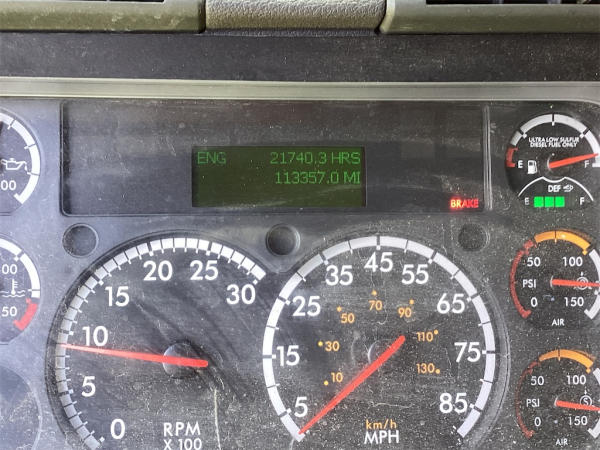 ENG 21740.3 HRS
113357.0 MI
BRAKE
ULTRA LOW SULFUR
DIESEL FUEL ONLY
E F
DEF
E F
50 100
PSI
0 150
AIR
50 100
PSI
0 150
AIR
0 5 10 15 20 25 30
RPM
X 100
5 15 25 35 45 55 65 75 85
10 30 50 70 90 110 130
km/h
MPH